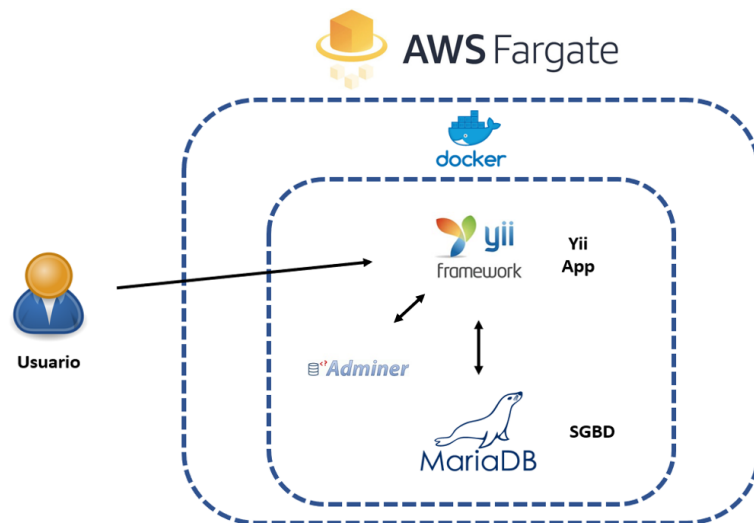 AWS Fargate
docker
yii
framework
Yii
App
Usuario
Adminer
MariaDB
SGBD